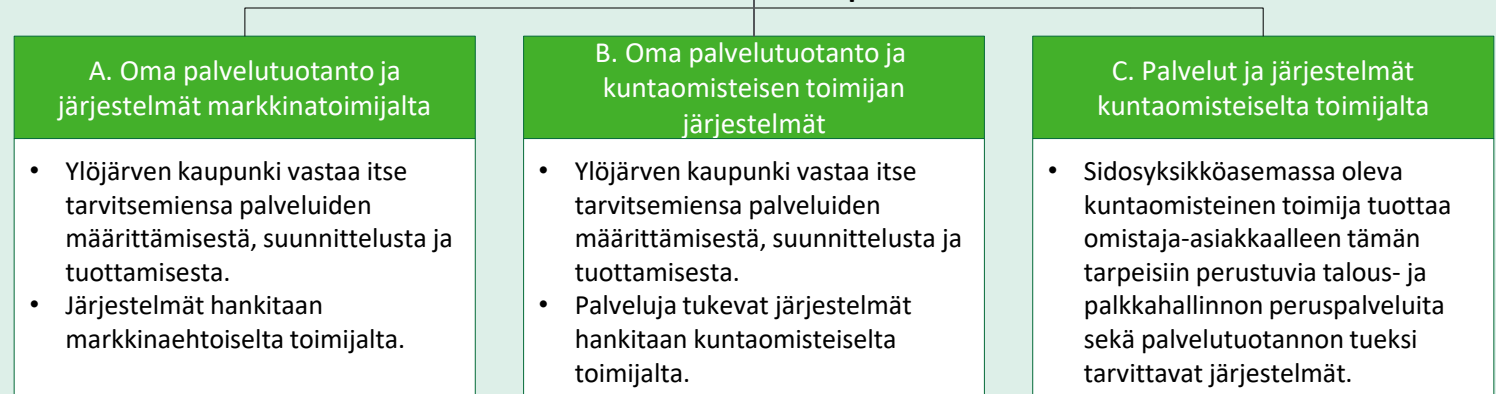 A. Oma palvelutuotanto ja
järjestelmät markkinatoimijalta
• Ylöjärven kaupunki vastaa itse
tarvitsemiensa palveluiden
määrittämisestä, suunnittelusta ja
tuottamisesta.
• Järjestelmät hankitaan
markkinaehtoiselta toimijalta.
B. Oma palvelutuotanto ja
kuntaomisteisen toimijan
järjestelmät
• Ylöjärven kaupunki vastaa itse
tarvitsemiensa palveluiden
määrittämisestä, suunnittelusta ja
tuottamisesta.
• Palveluja tukevat järjestelmät
hankitaan kuntaomisteiselta
toimijalta.
C. Palvelut ja järjestelmät
kuntaomisteiselta toimijalta
• Sidosyksikköasemassa oleva
kuntaomisteinen toimija tuottaa
omistaja-asiakkaalleen tämän
tarpeisiin perustuvia talous- ja
palkkahallinnon peruspalveluita
sekä palvelutuotannon tueksi
tarvittavat järjestelmät.